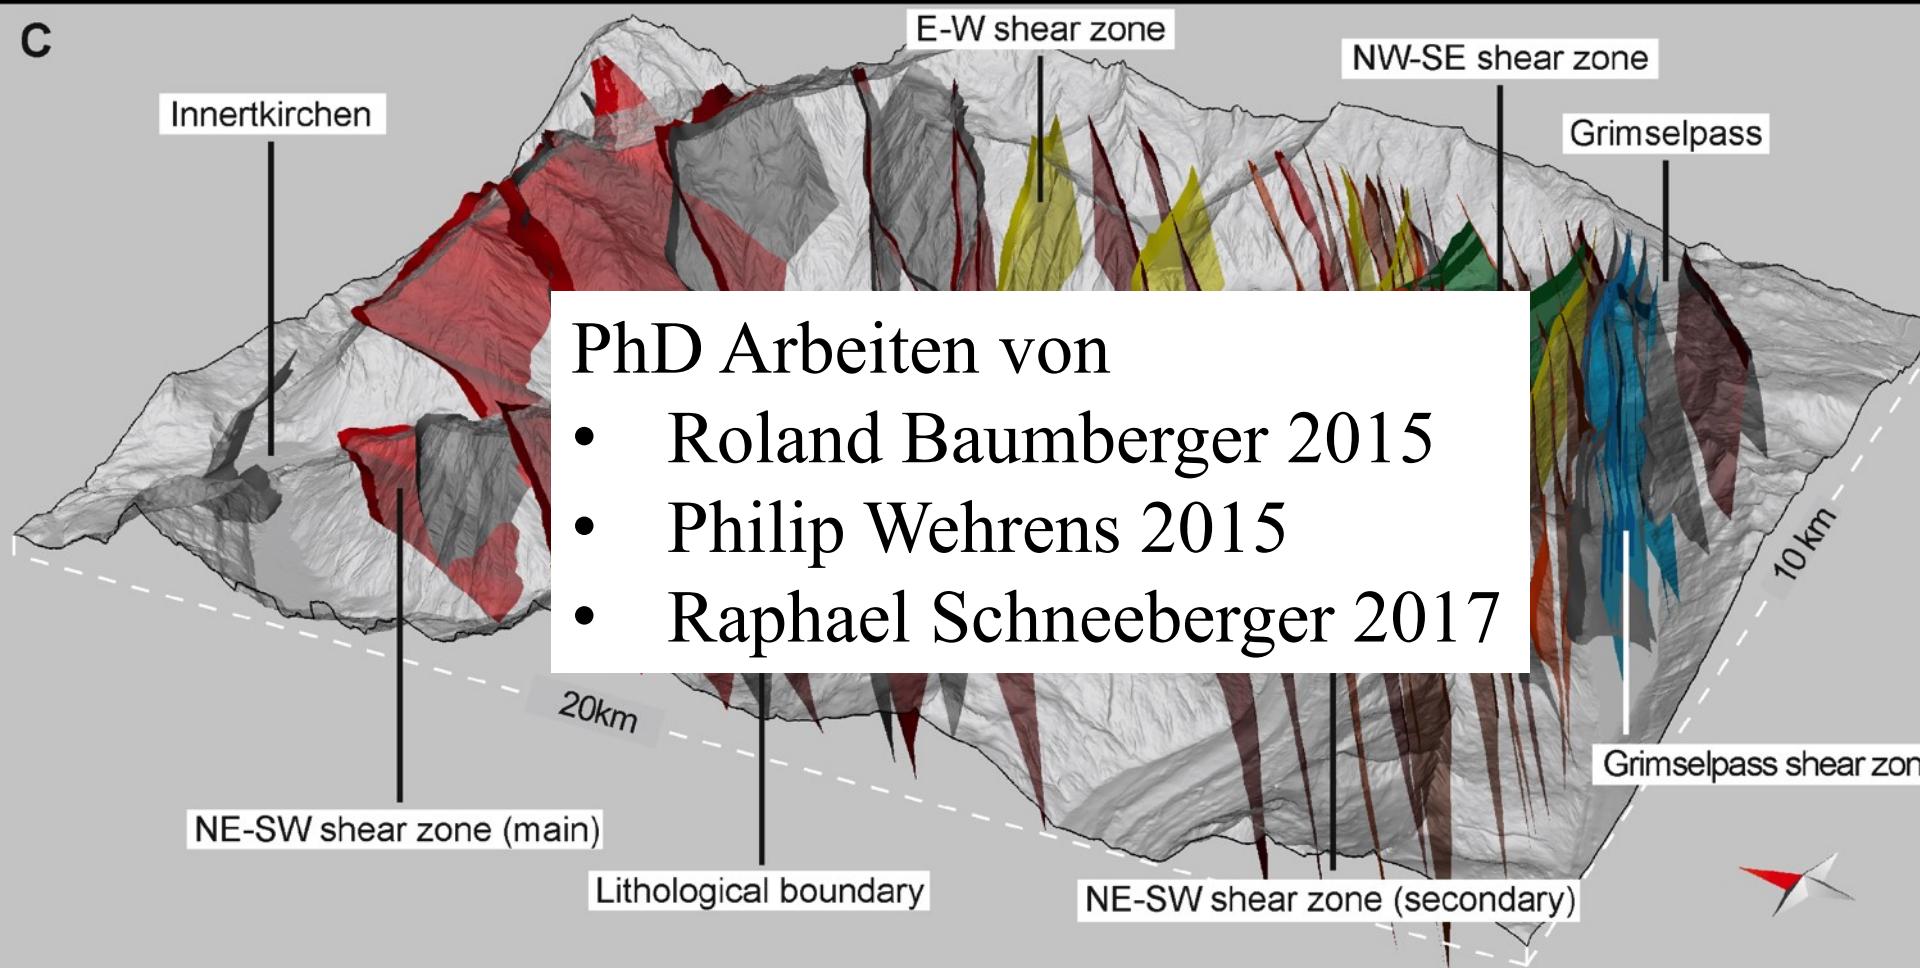 C
E-W shear zone
NW-SE shear zone
Innertkirchen
Grimselpass
PhD Arbeiten von
• Roland Baumberger 2015
• Philip Wehrens 2015
• Raphael Schneeberger 2017
10 km
20km
Grimselpass shear zon
NE-SW shear zone (main)
Lithological boundary
NE-SW shear zone (secondary)